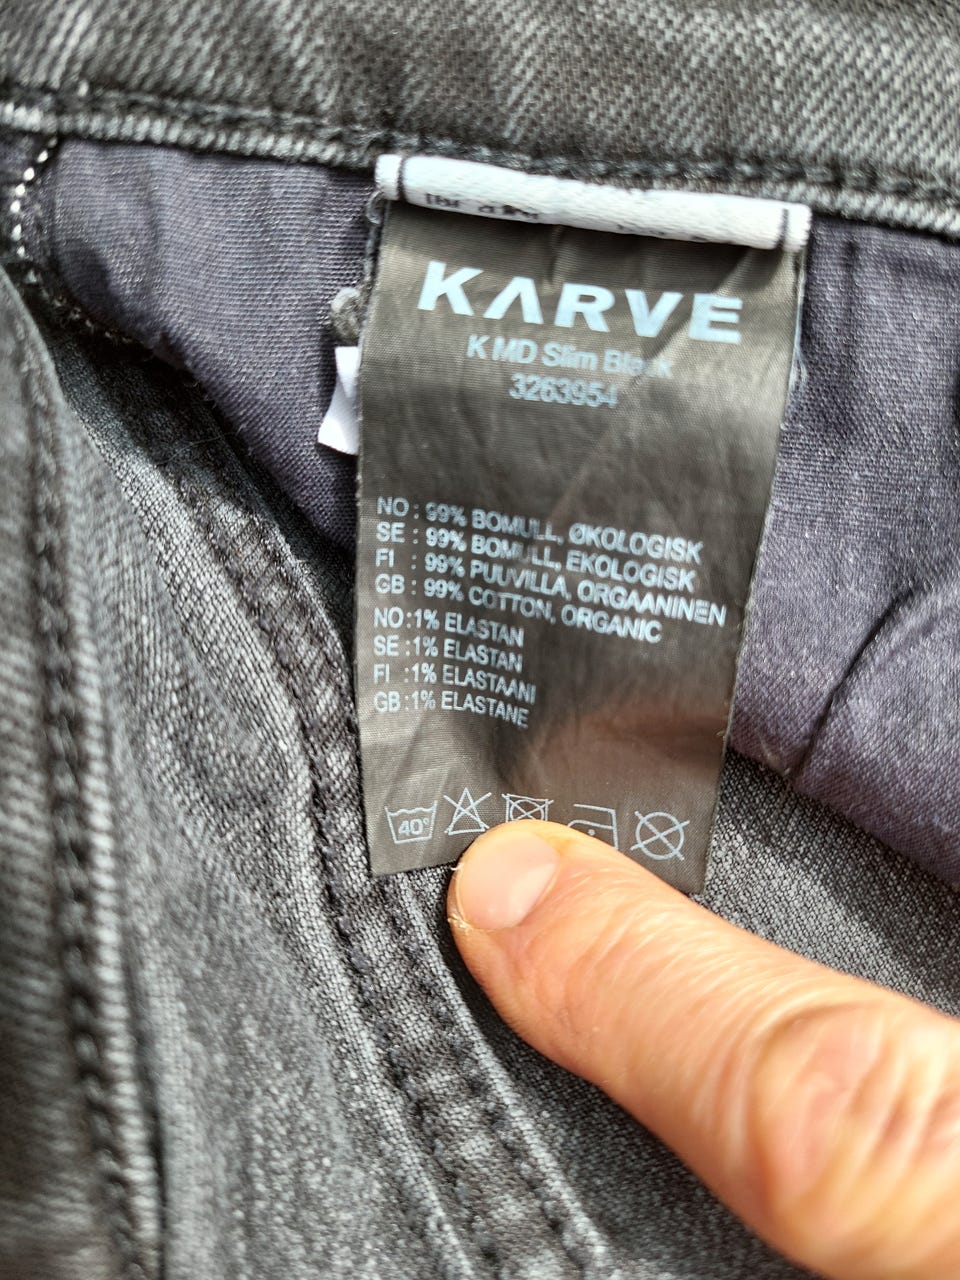 KARVE
K MD Slim Black
3263954
NO : 99% BOMULL, ØKOLOGISK
SE : 99% BOMULL, EKOLOGISK
FI : 99% PUUVILLA, ORGAANINEN
GB : 99% COTTON, ORGANIC
NO :1% ELASTAN
SE :1% ELASTAN
FI :1% ELASTAANI
GB :1% ELASTANE
40°